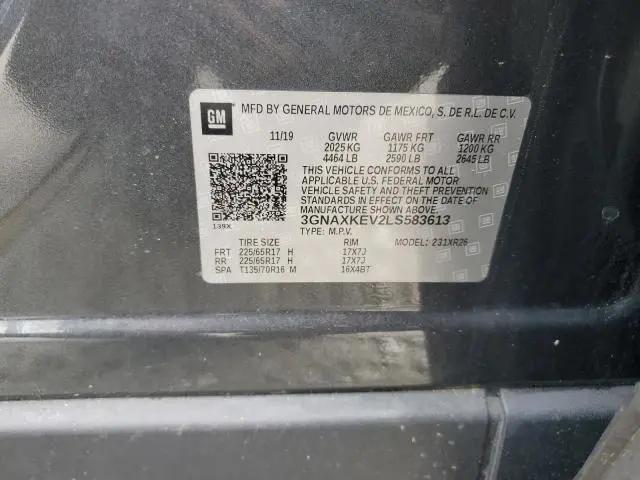 GM MFD BY GENERAL MOTORS DE MEXICO, S. DE R.L. DE C.V.
11/19 GVWR GAWR FRT GAWR RR
2025 KG 1175 KG 1200 KG
4464 LB 2590 LB 2645 LB
THIS VEHICLE CONFORMS TO ALL
APPLICABLE U.S. FEDERAL MOTOR
VEHICLE SAFETY AND THEFT PREVENTION
STANDARDS IN EFFECT ON THE DATE OF
MANUFACTURE SHOWN ABOVE.
3GNAXKEV2LS583613
139X TYPE: M.P.V. MODEL: 231XR26
TIRE SIZE RIM
FRT 225/65R17 H 17X7J
RR 225/65R17 H 17X7J
SPA T135/70R16 M 16X4BT